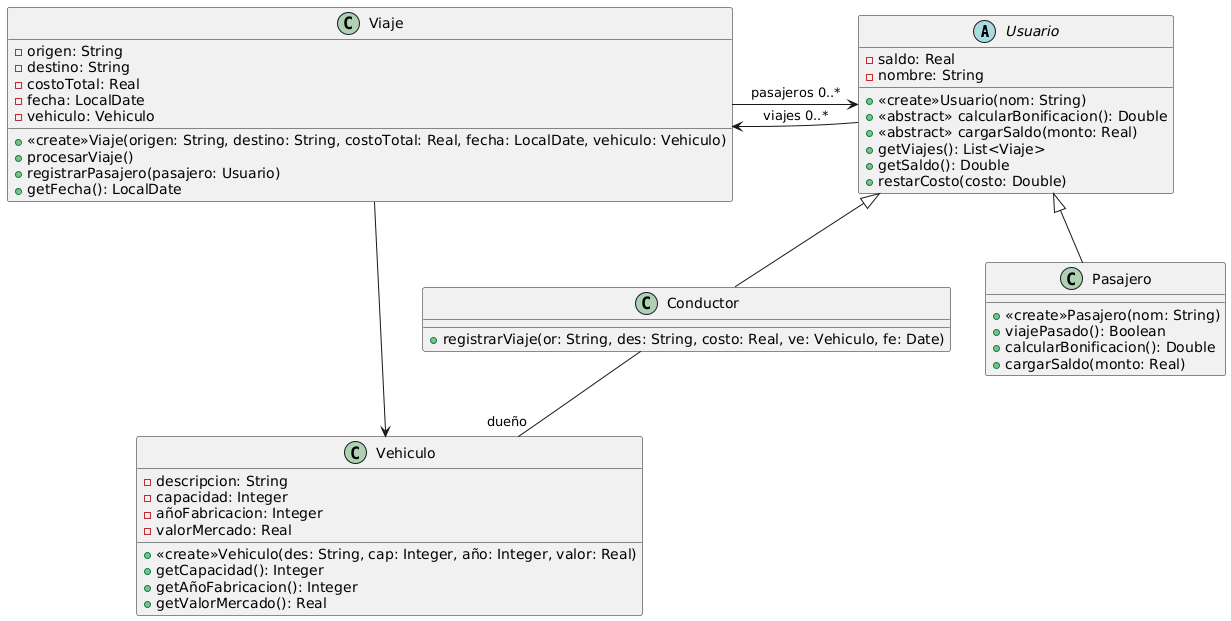 C Viaje
origen: String
destino: String
costoTotal: Real
fecha: LocalDate
vehiculo: Vehiculo
«create»Viaje(origen: String, destino: String, costoTotal: Real, fecha: LocalDate, vehiculo: Vehiculo)
procesarViaje()
registrarPasajero(pasajero: Usuario)
getFecha(): LocalDate
pasajeros 0..*
viajes 0..*
A Usuario
saldo: Real
nombre: String
«create»Usuario(nom: String)
«abstract» calcularBonificacion(): Double
«abstract» cargarSaldo(monto: Real)
getViajes(): List<Viaje>
getSaldo(): Double
restarCosto(costo: Double)
C Conductor
registrarViaje(or: String, des: String, costo: Real, ve: Vehiculo, fe: Date)
C Pasajero
«create»Pasajero(nom: String)
viajePasado(): Boolean
calcularBonificacion(): Double
cargarSaldo(monto: Real)
dueño
C Vehiculo
descripcion: String
capacidad: Integer
añoFabricacion: Integer
valorMercado: Real
«create»Vehiculo(des: String, cap: Integer, año: Integer, valor: Real)
getCapacidad(): Integer
getAñoFabricacion(): Integer
getValorMercado(): Real